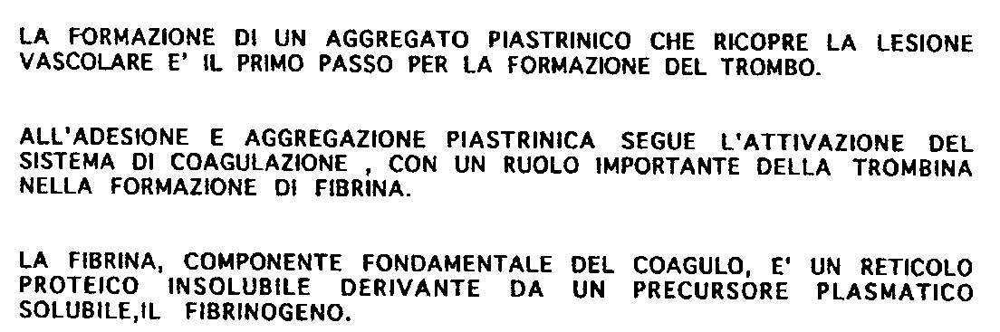 LA FORMAZIONE DI UN AGGREGATO PIASTRINICO CHE RICOPRE LA LESIONE
VASCOLARE E' IL PRIMO PASSO PER LA FORMAZIONE DEL TROMBO.
ALL'ADESIONE E AGGREGAZIONE PIASTRINICA SEGUE L'ATTIVAZIONE DEL
SISTEMA DI COAGULAZIONE , CON UN RUOLO IMPORTANTE DELLA TROMBINA
NELLA FORMAZIONE DI FIBRINA.
LA FIBRINA, COMPONENTE FONDAMENTALE DEL COAGULO, E' UN RETICOLO
PROTEICO INSOLUBILE DERIVANTE DA UN PRECURSORE PLASMATICO
SOLUBILE,IL FIBRINOGENO.